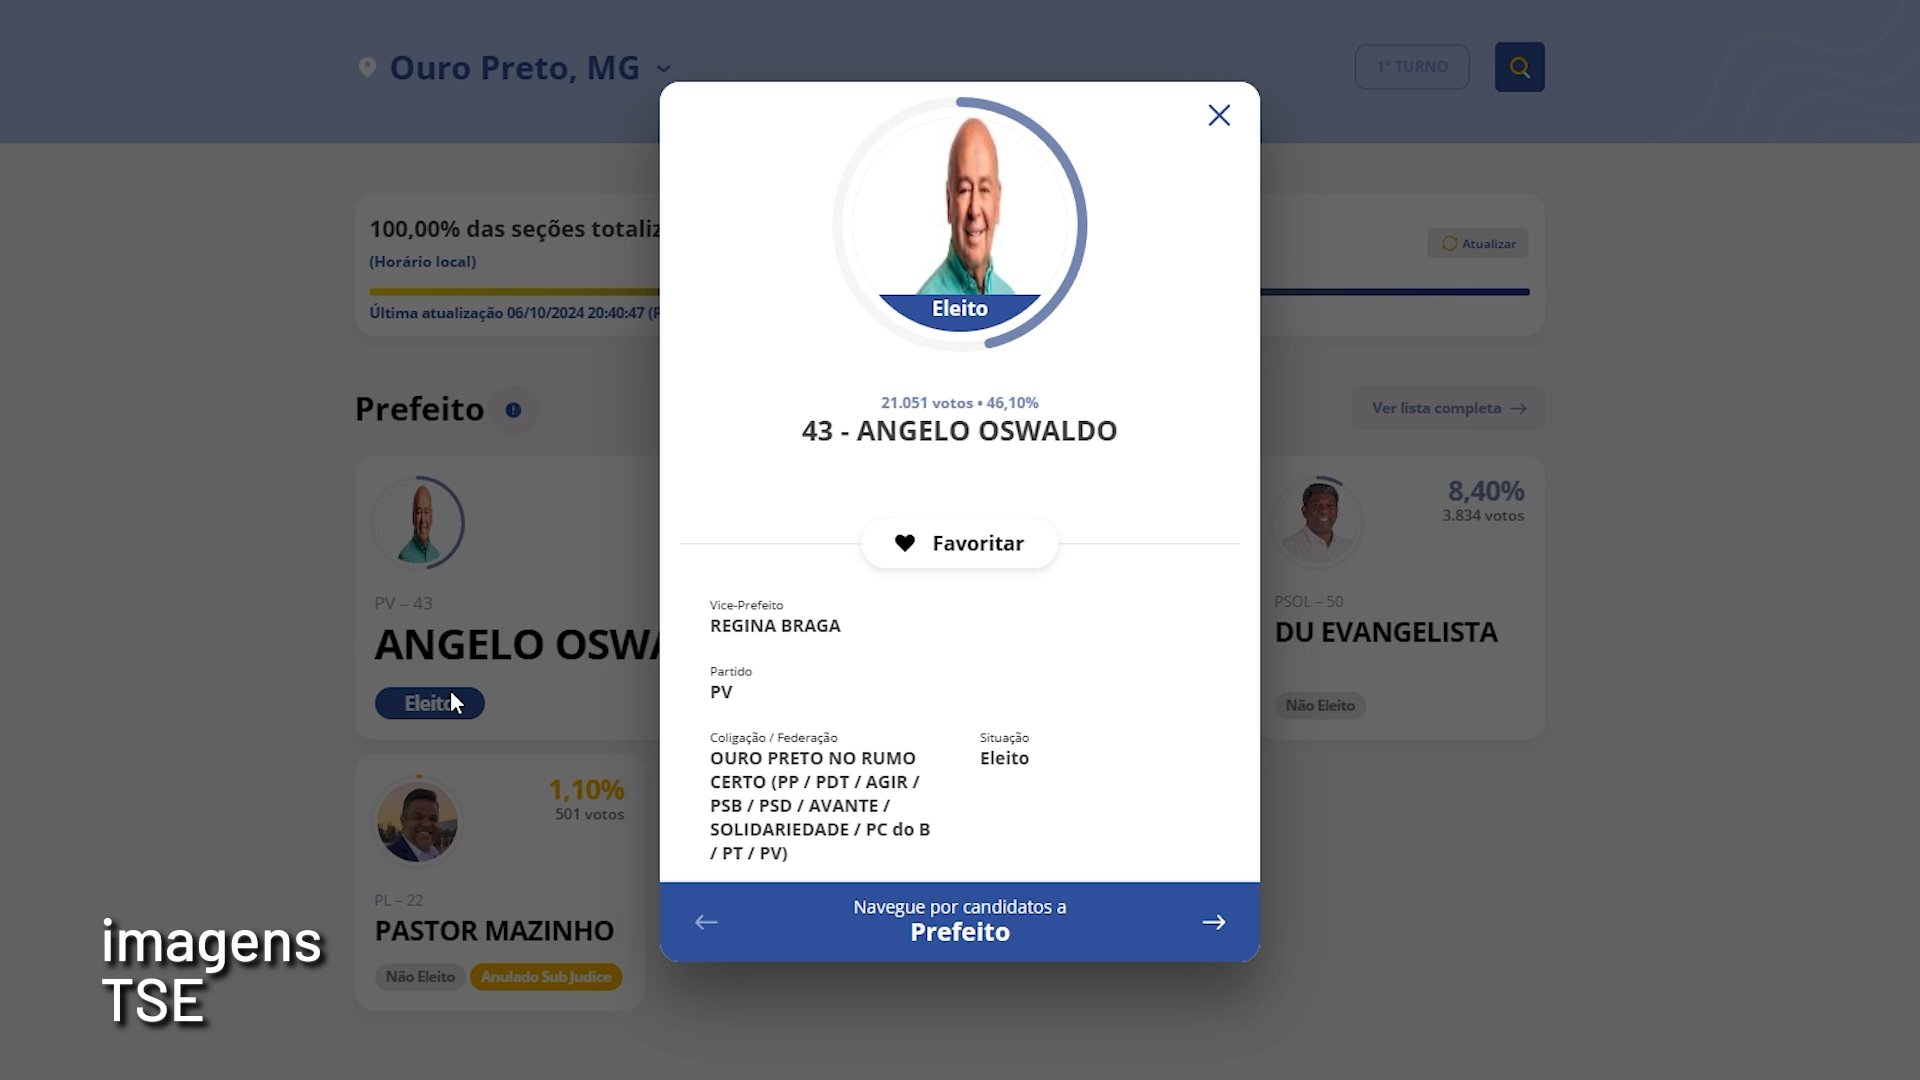 Ouro Preto, MG
1º TURNO
100,00% das seções totaliz
(Horário local)
Atualizar
Última atualização 06/10/2024 20:40:47 (P
Prefeito
Ver lista completa
PV – 43
ANGELO OSWA
Eleito
8,40%
3.834 votos
PSOL – 50
DU EVANGELISTA
Não Eleito
1,10%
501 votos
PL – 22
PASTOR MAZINHO
Não Eleito
Anulado Sub Judice
Eleito
21.051 votos • 46,10%
43 - ANGELO OSWALDO
Favoritar
Vice-Prefeito
REGINA BRAGA
Partido
PV
Coligação / Federação
OURO PRETO NO RUMO
CERTO (PP / PDT / AGIR /
PSB / PSD / AVANTE /
SOLIDARIEDADE / PC do B
/ PT / PV)
Situação
Eleito
Navegue por candidatos a
Prefeito
imagens
TSE